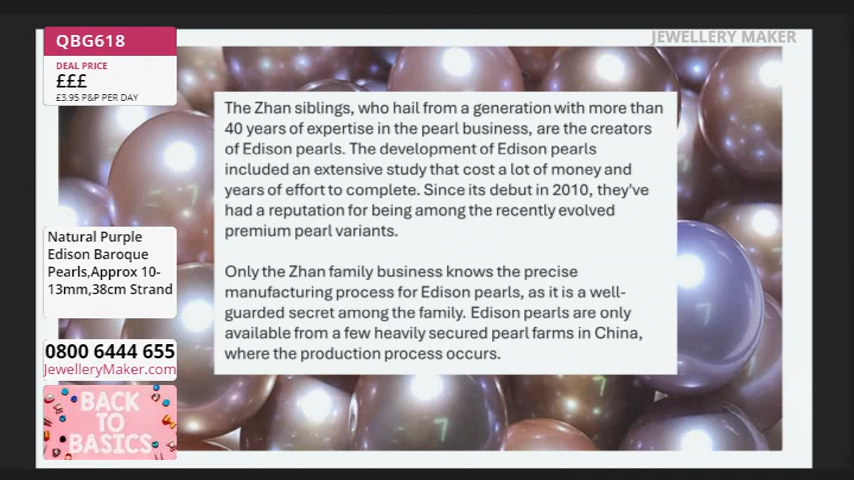 JEWELLERY MAKER
QBG618
DEAL PRICE
£££
£3.95 P&P PER DAY
The Zhan siblings, who hail from a generation with more than
40 years of expertise in the pearl business, are the creators
of Edison pearls. The development of Edison pearls
included an extensive study that cost a lot of money and
years of effort to complete. Since its debut in 2010, they've
had a reputation for being among the recently evolved
premium pearl variants.
Only the Zhan family business knows the precise
manufacturing process for Edison pearls, as it is a well-
guarded secret among the family. Edison pearls are only
available from a few heavily secured pearl farms in China,
where the production process occurs.
Natural Purple
Edison Baroque
Pearls,Approx 10-
13mm,38cm Strand
0800 6444 655
JewelleryMaker.com
BACK
TO
BASICS